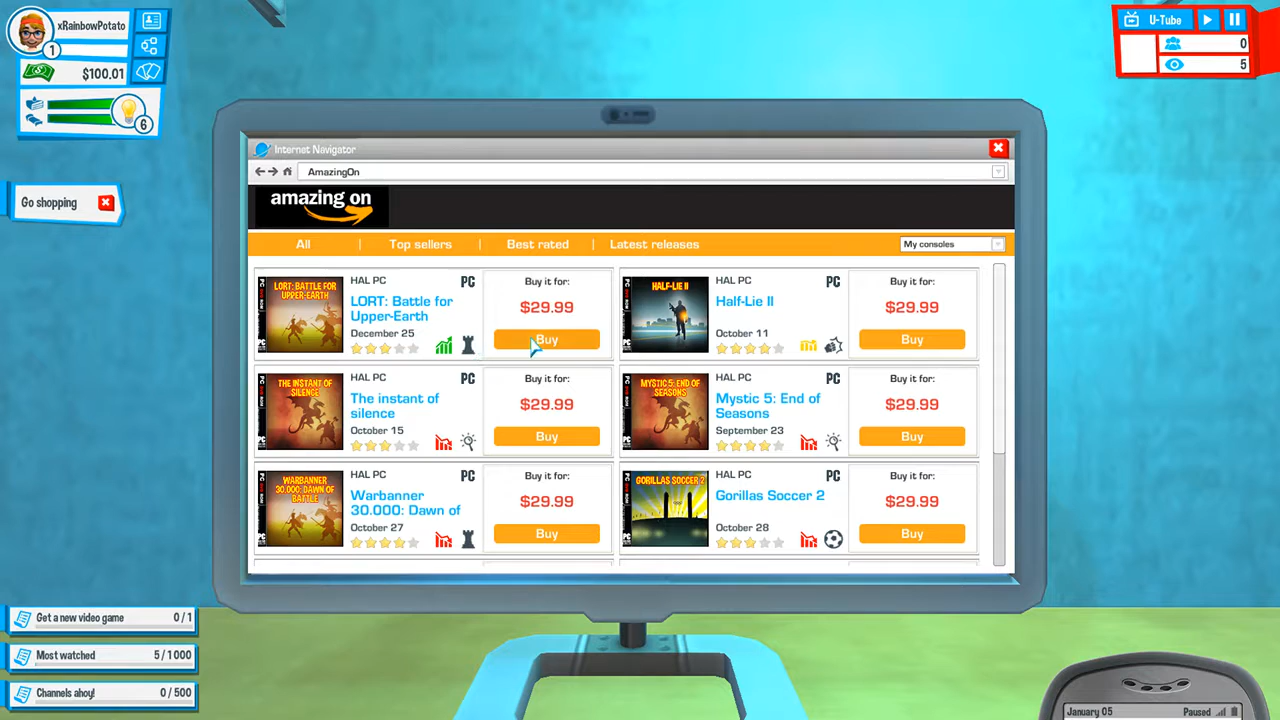 xRainbowPotato
1
$100.01
6
U-Tube
0
5
Go shopping
Internet Navigator
AmazingOn
amazing on
All | Top sellers | Best rated | Latest releases
My consoles
LORT: BATTLE FOR
UPPER-EARTH
HAL PC
PC
LORT: Battle for
Upper-Earth
December 25
Buy it for:
$29.99
Buy
HALF-LIE II
HAL PC
PC
Half-Lie II
October 11
Buy it for:
$29.99
Buy
THE INSTANT OF
SILENCE
HAL PC
PC
The instant of
silence
October 15
Buy it for:
$29.99
Buy
MYSTIC 5: END OF
SEASONS
HAL PC
PC
Mystic 5: End of
Seasons
September 23
Buy it for:
$29.99
Buy
WARBANNER
30.000: DAWN OF
BATTLE
HAL PC
PC
Warbanner
30.000: Dawn of
October 27
Buy it for:
$29.99
Buy
GORILLAS SOCCER 2
HAL PC
PC
Gorillas Soccer 2
October 28
Buy it for:
$29.99
Buy
Get a new video game 0 / 1
Most watched 5 / 1000
Channels ahoy! 0 / 500
January 05 Paused